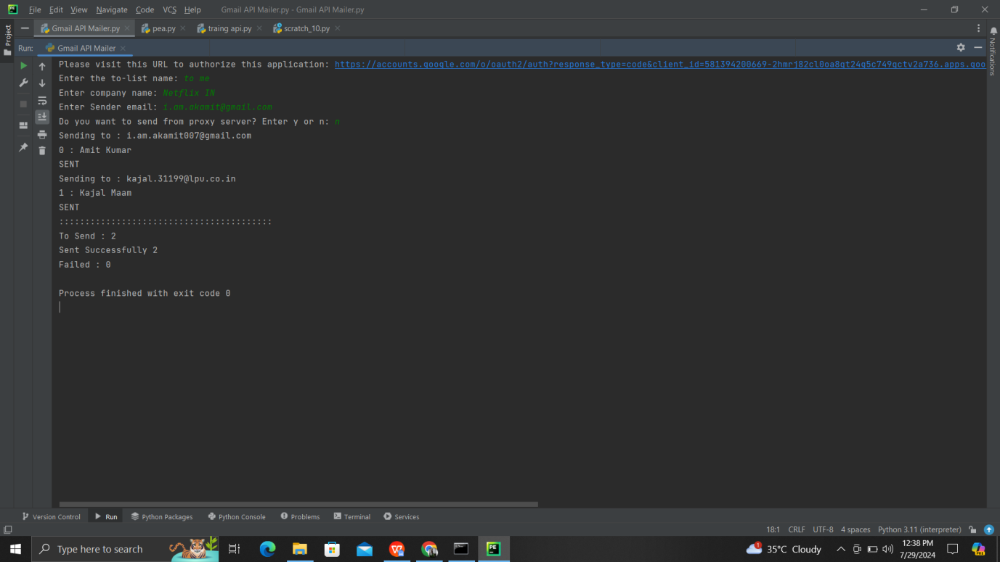 File Edit View Navigate Code VCS Help Gmail API Mailer.py - Gmail API Mailer.py
Gmail API Mailer.py pea.py traing api.py scratch_10.py
Project
Run: Gmail API Mailer
Notifications
Please visit this URL to authorize this application: https://accounts.google.com/o/oauth2/auth?response_type=code&client_id=581394200669-2hmrj82cl0oa8gt24q5c749gctv2a736.apps.goo
Enter the to-list name: to me
Enter company name: Netflix IN
Enter Sender email: i.am.akamit@gmail.com
Do you want to send from proxy server? Enter y or n: n
Sending to : i.am.akamit007@gmail.com
0 : Amit Kumar
SENT
Sending to : kajal.31199@lpu.co.in
1 : Kajal Maam
SENT
:::::::::::::::::::::::::::::::::::::::::
To Send : 2
Sent Successfully 2
Failed : 0
Process finished with exit code 0
Version Control Run Python Packages Python Console Problems Terminal Services
18:1 CRLF UTF-8 4 spaces Python 3.11 (interpreter)
Type here to search
1 35°C Cloudy
12:38 PM
7/29/2024